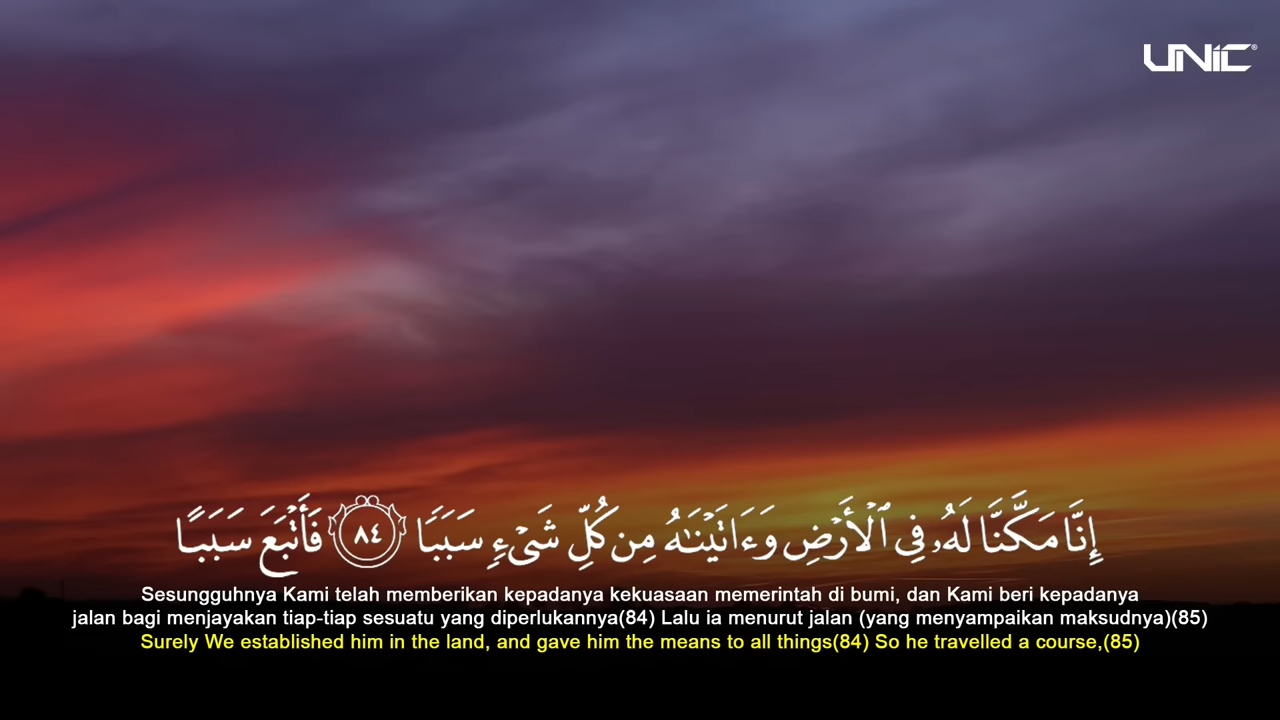 UNIC®
إِنَّا مَكَّنَّا لَهُۥ فِى ٱلْأَرْضِ وَءَاتَيْنَـٰهُ مِن كُلِّ شَىْءٍ سَبَبًا ٨٤ فَأَتْبَعَ سَبَبًا
Sesungguhnya Kami telah memberikan kepadanya kekuasaan memerintah di bumi, dan Kami beri kepadanya
jalan bagi menjayakan tiap-tiap sesuatu yang diperlukannya(84) Lalu ia menurut jalan (yang menyampaikan maksudnya)(85)
Surely We established him in the land, and gave him the means to all things(84) So he travelled a course,(85)